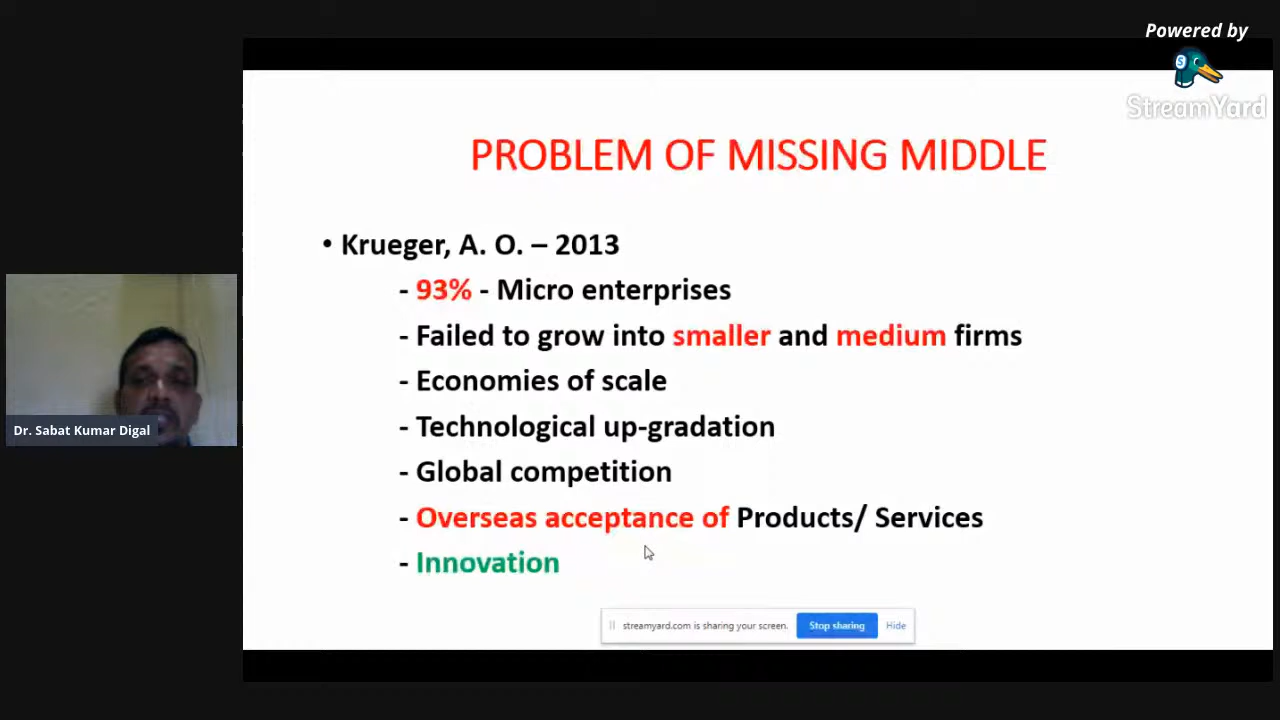 Powered by
StreamYard
PROBLEM OF MISSING MIDDLE
• Krueger, A. O. – 2013
- 93% - Micro enterprises
- Failed to grow into smaller and medium firms
- Economies of scale
- Technological up-gradation
- Global competition
- Overseas acceptance of Products/ Services
- Innovation
Dr. Sabat Kumar Digal
streamyard.com is sharing your screen. Stop sharing Hide